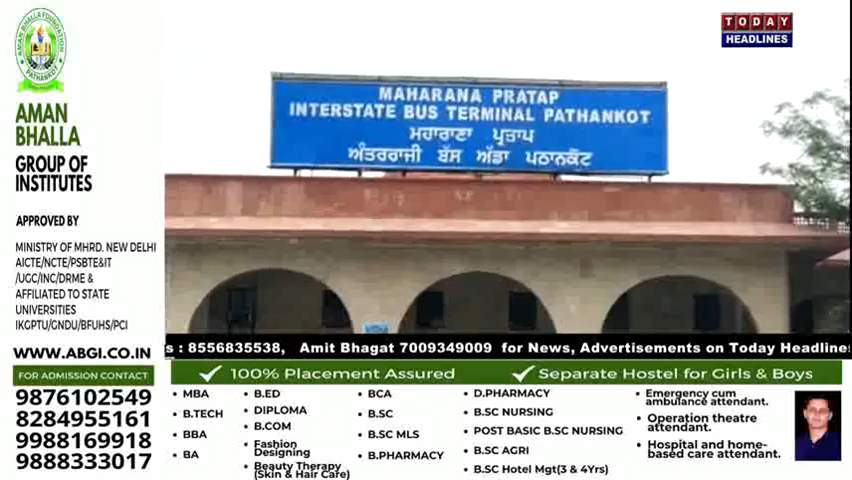 AMAN BHALLA FOUNDATION
PATHANKOT
AMAN
BHALLA
GROUP OF
INSTITUTES
APPROVED BY
MINISTRY OF MHRD. NEW DELHI
AICTE/NCTE/PSBTE&IT
/UGC/INC/DRME &
AFFILIATED TO STATE
UNIVERSITIES
IKGPTU/GNDU/BFUHS/PCI
WWW.ABGI.CO.IN
FOR ADMISSION CONTACT
9876102549
8284955161
9988169918
9888333017
TODAY
HEADLINES
MAHARANA PRATAP
INTERSTATE BUS TERMINAL PATHANKOT
ਮਹਾਰਾਣਾ ਪ੍ਰਤਾਪ
ਅੰਤਰਰਾਜੀ ਬੱਸ ਅੱਡਾ ਪਠਾਨਕੋਟ
s : 8556835538, Amit Bhagat 7009349009 for News, Advertisements on Today Headlines
100% Placement Assured
Separate Hostel for Girls & Boys
MBA
B.TECH
BBA
BA
B.ED
DIPLOMA
B.COM
Fashion
Designing
Beauty Therapy
(Skin & Hair Care)
BCA
B.SC
B.SC MLS
B.PHARMACY
D.PHARMACY
B.SC NURSING
POST BASIC B.SC NURSING
B.SC AGRI
B.SC Hotel Mgt(3 & 4Yrs)
Emergency cum
ambulance attendant.
Operation theatre
attendant.
Hospital and home-
based care attendant.